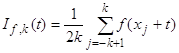 I_{f,k}(t) = \frac{1}{2k} \sum_{j=-k+1}^{k} f(x_j + t)